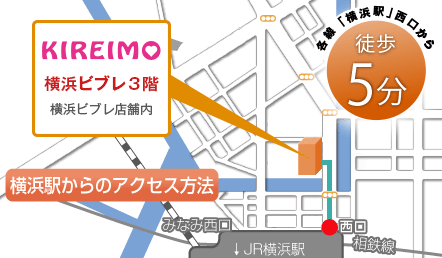 KIREIMO
横浜ビブレ3階
横浜ビブレ店舗内
各線「横浜駅」西口から
徒歩
5分
横浜駅からのアクセス方法
みなみ西口
西口
↓JR横浜駅
相鉄線